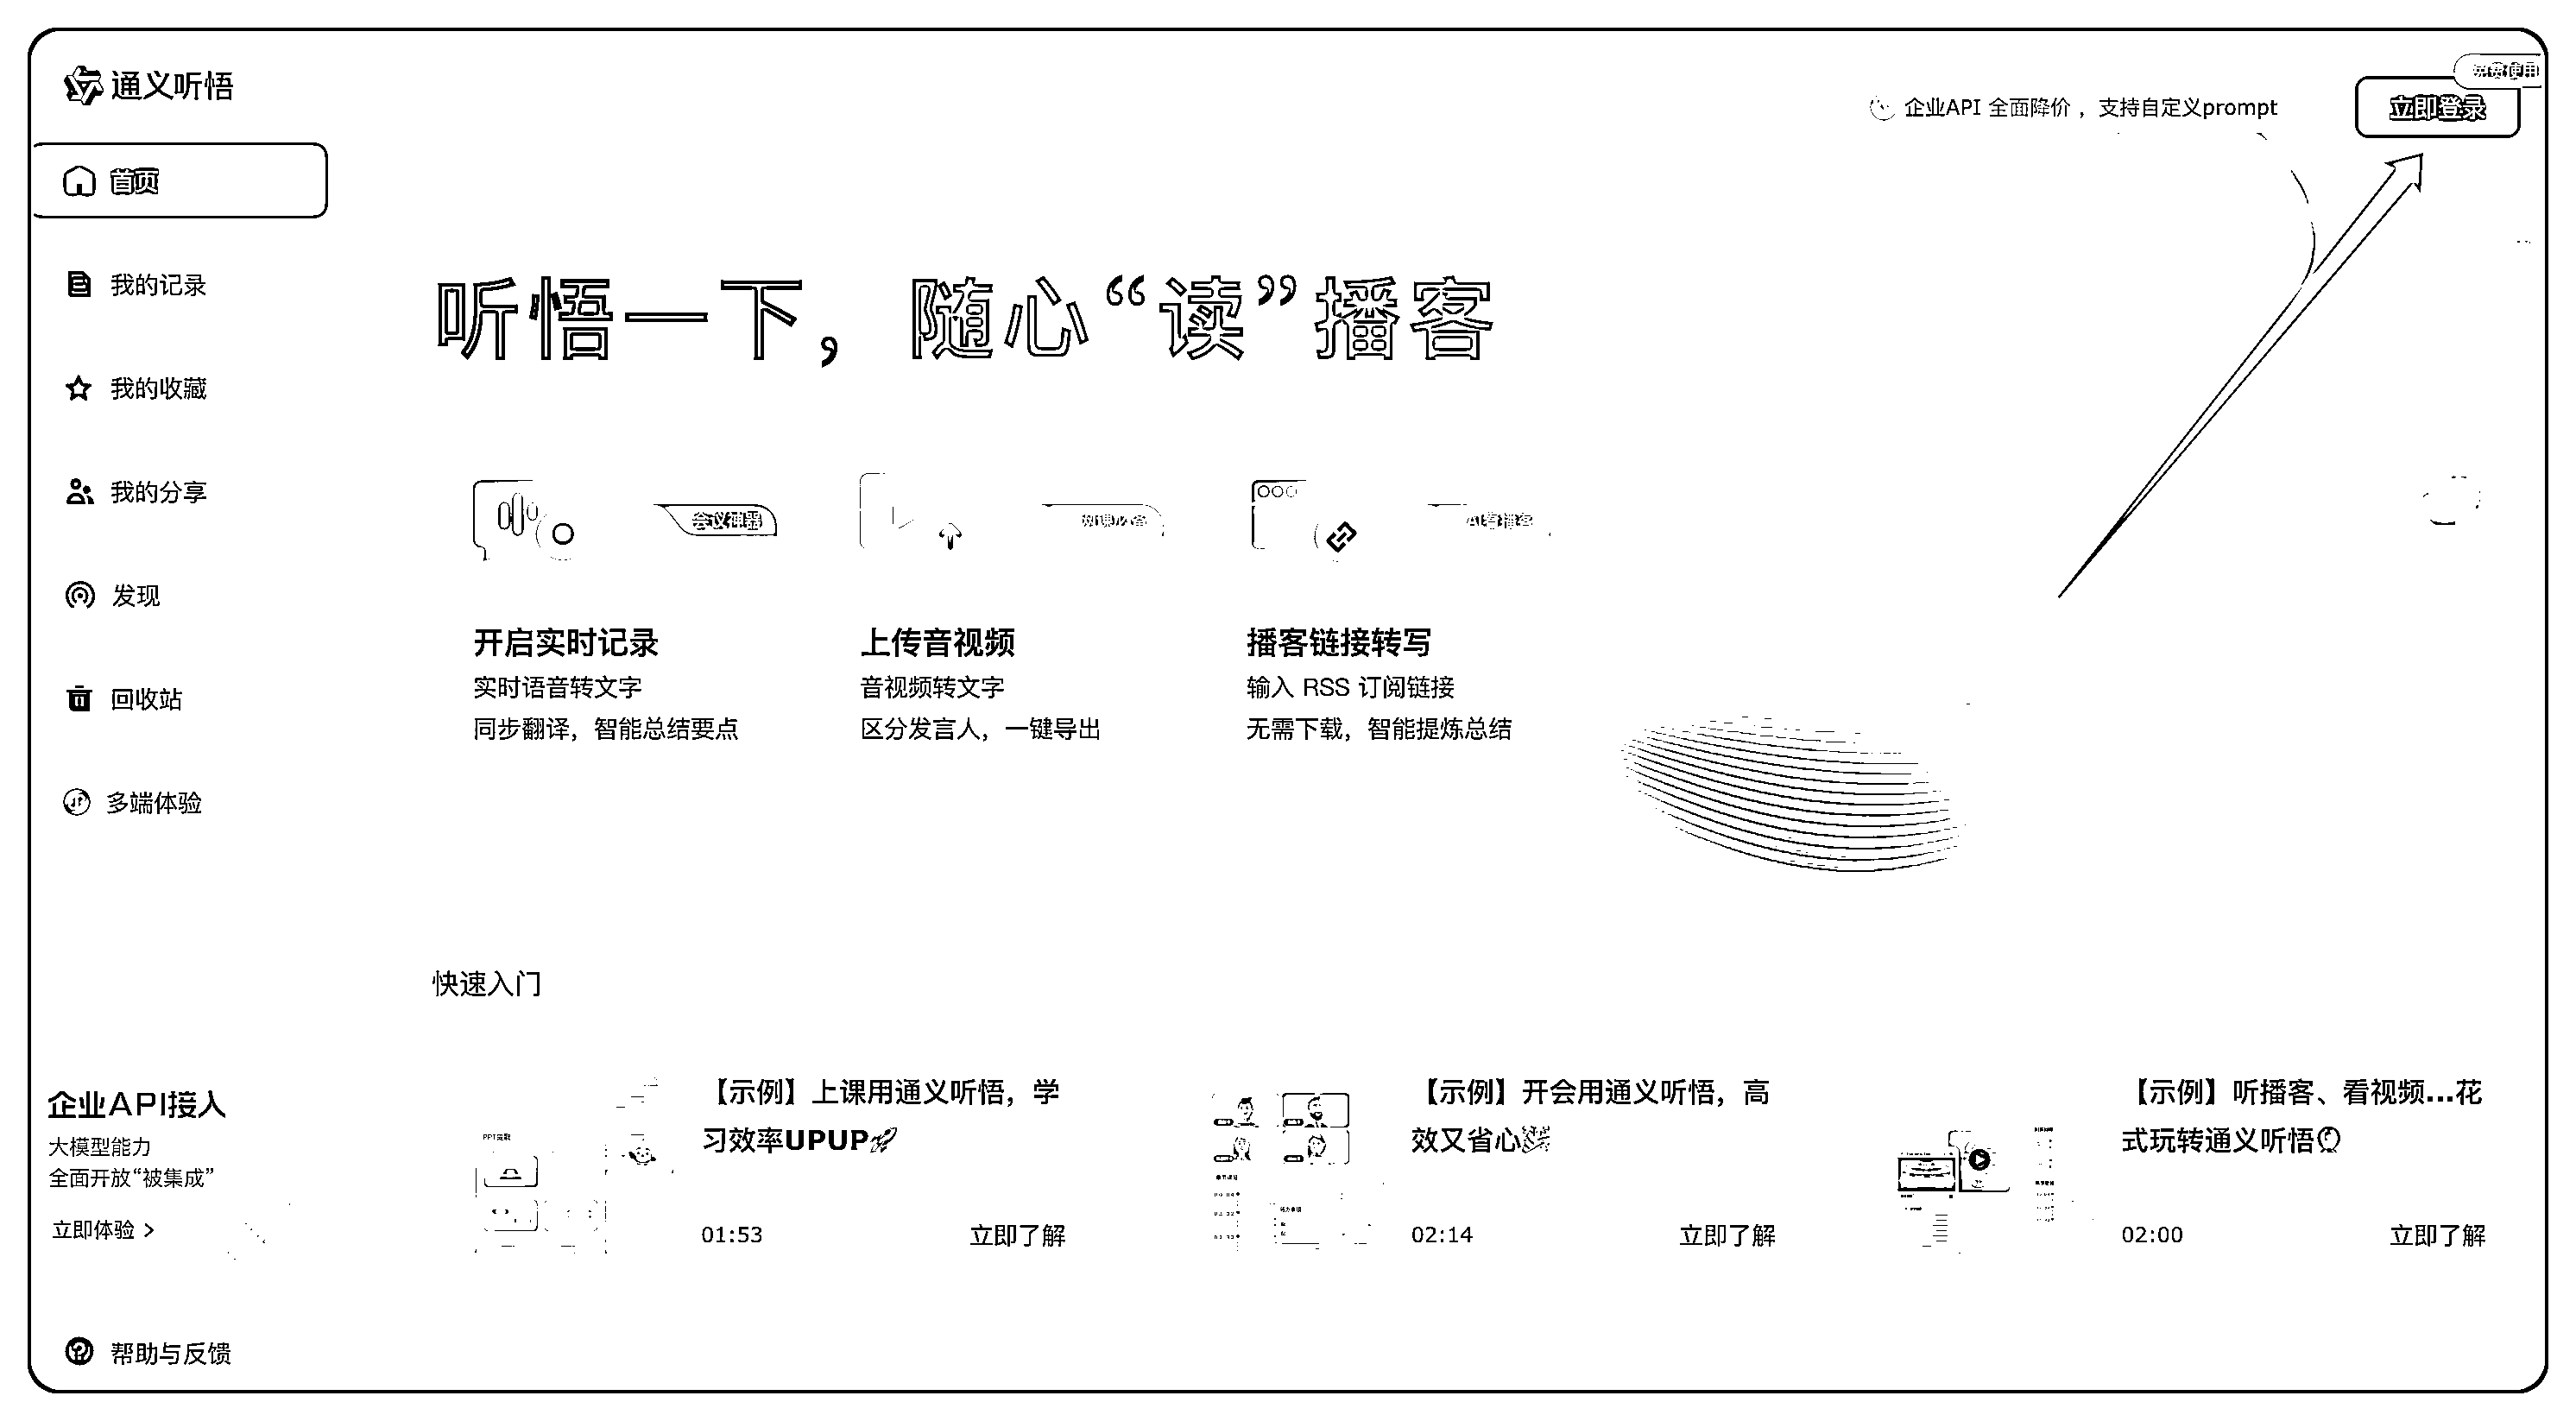 通义听悟
免费使用
企业API 全面降价，支持自定义prompt
立即登录
首页
我的记录
我的收藏
我的分享
发现
回收站
多端体验
听悟一下，随心“读”播客
会议神器
网课必备
AI看播客
开启实时记录
实时语音转文字
同步翻译，智能总结要点
上传音视频
音视频转文字
区分发言人，一键导出
播客链接转写
输入 RSS 订阅链接
无需下载，智能提炼总结
快速入门
【示例】上课用通义听悟，学
习效率UPUP🚀
01:53
立即了解
【示例】开会用通义听悟，高
效又省心
02:14
立即了解
【示例】听播客、看视频...花
式玩转通义听悟
02:00
立即了解
企业API接入
大模型能力
全面开放“被集成”
立即体验 >
帮助与反馈